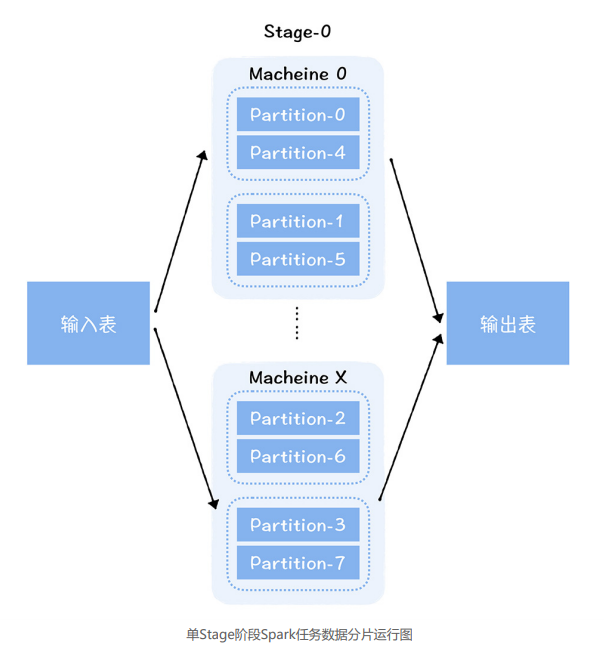 Stage-0
Macheine 0
Partition-0
Partition-4
Partition-1
Partition-5
输入表
输出表
Macheine X
Partition-2
Partition-6
Partition-3
Partition-7
单Stage阶段Spark任务数据分片运行图